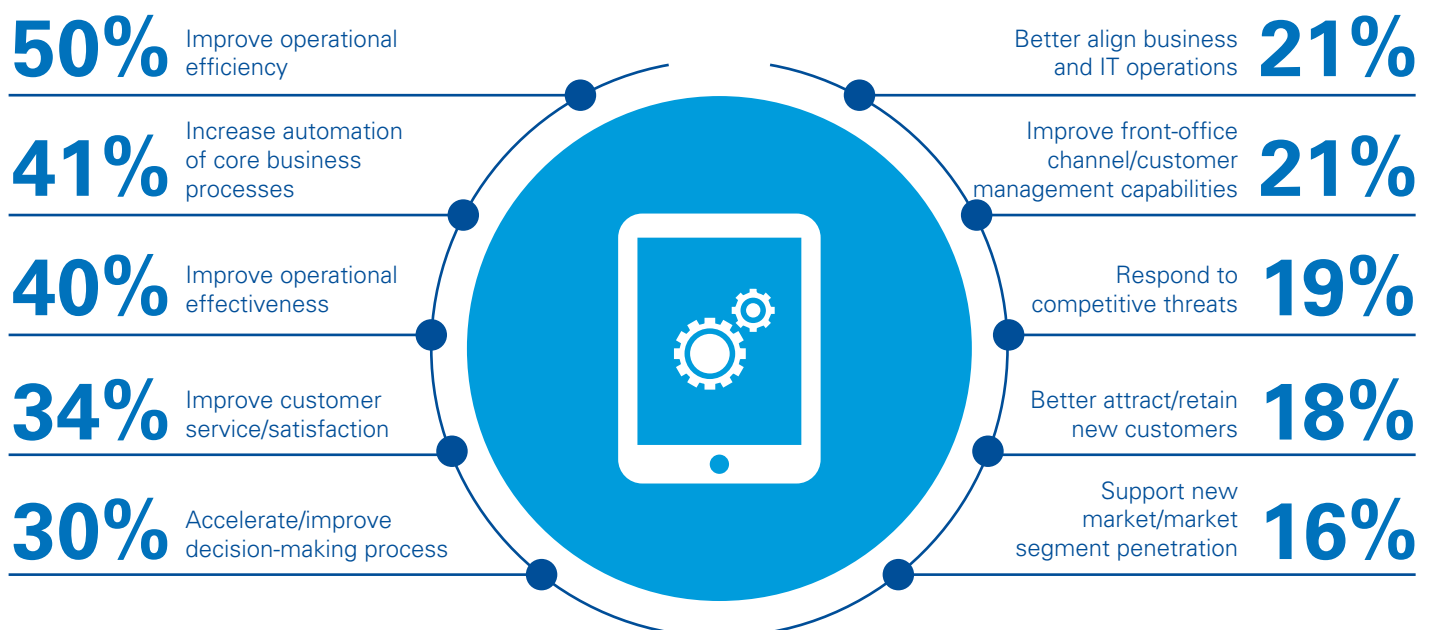 50%
Improve operational
efficiency
41%
Increase automation
of core business
processes
40%
Improve operational
effectiveness
34%
Improve customer
service/satisfaction
30%
Accelerate/improve
decision-making process
Better align business
and IT operations
21%
Improve front-office
channel/customer
management capabilities
21%
Respond to
competitive threats
19%
Better attract/retain
new customers
18%
Support new
market/market
segment penetration
16%